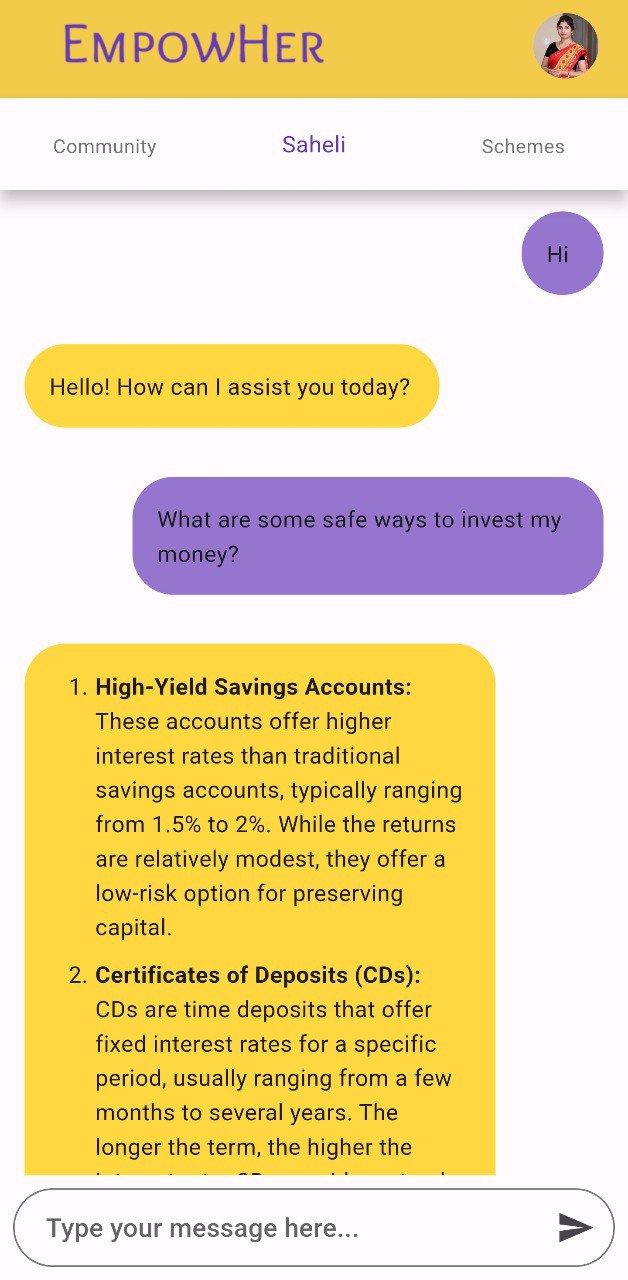 EMPOWHER
Community Saheli Schemes
Hi
Hello! How can I assist you today?
What are some safe ways to invest my
money?
1. High-Yield Savings Accounts:
These accounts offer higher
interest rates than traditional
savings accounts, typically ranging
from 1.5% to 2%. While the returns
are relatively modest, they offer a
low-risk option for preserving
capital.
2. Certificates of Deposits (CDs):
CDs are time deposits that offer
fixed interest rates for a specific
period, usually ranging from a few
months to several years. The
longer the term, the higher the
Type your message here...